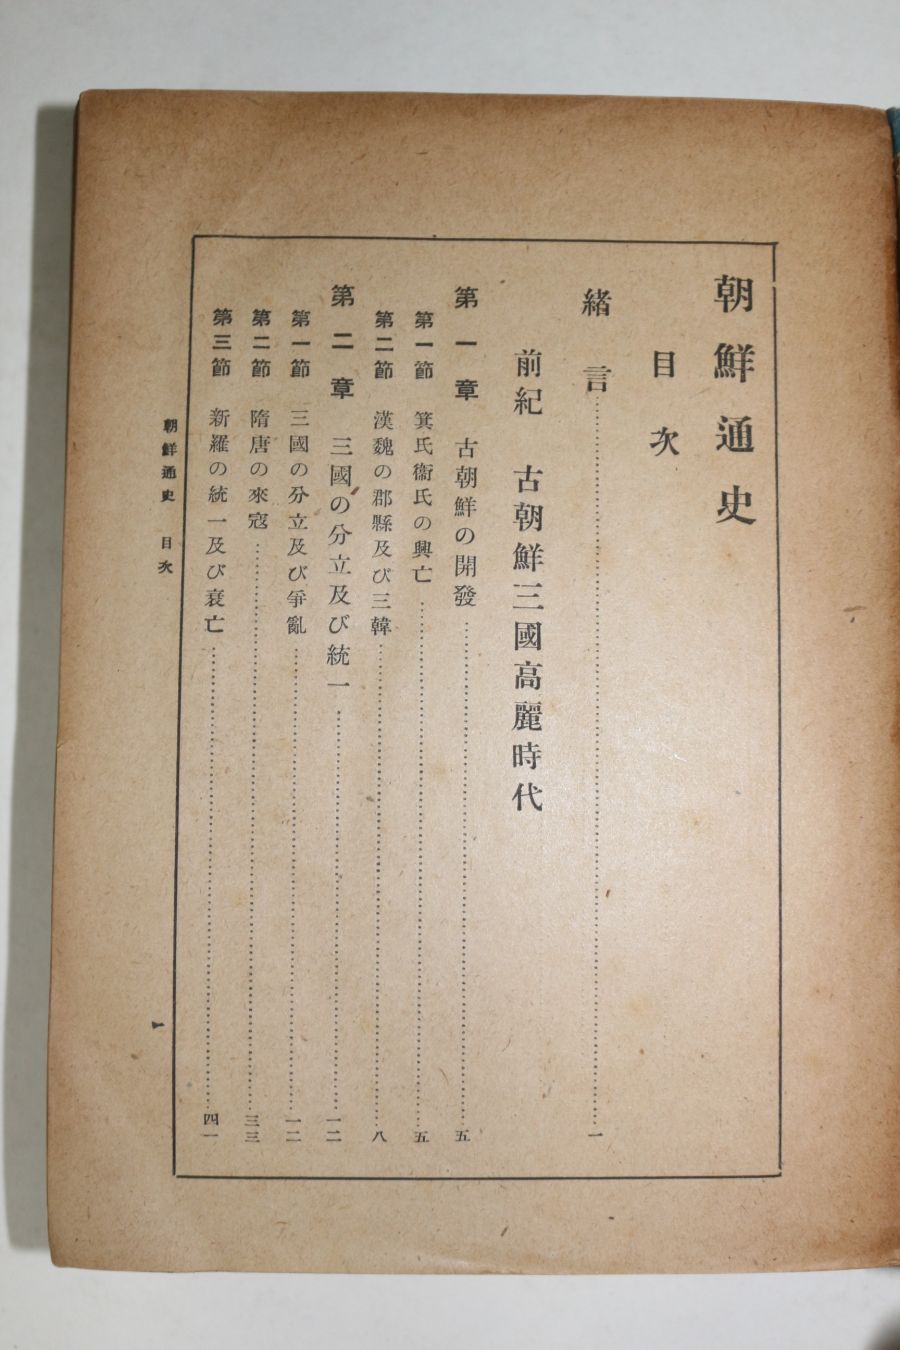 朝鮮通史
目次
緒言……一
前紀 古朝鮮三國高麗時代
第一章 古朝鮮の開發……五
第一節 箕氏衞氏の興亡……五
第二節 漢魏の郡縣及び三韓……八
第二章 三國の分立及び統一……一二
第一節 三國の分立及び爭亂……一二
第二節 隋唐の來寇……三三
第三節 新羅の統一及び衰亡……四一
朝鮮通史 目次
一